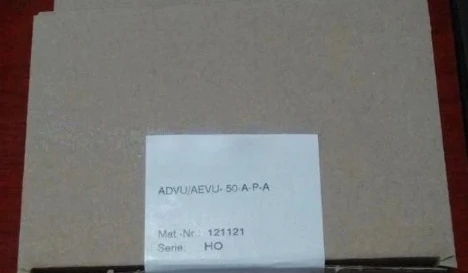 ADVU/AEVU- 50-A-P-A
Mat.-Nr.: 121121
Serie: HO